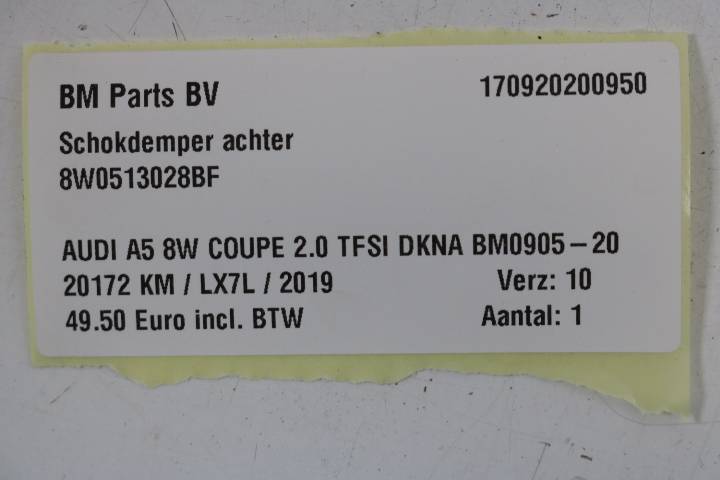 BM Parts BV 170920200950
Schokdemper achter
8W0513028BF
AUDI A5 8W COUPE 2.0 TFSI DKNA BM0905-20
20172 KM / LX7L / 2019 Verz: 10
49.50 Euro incl. BTW Aantal: 1